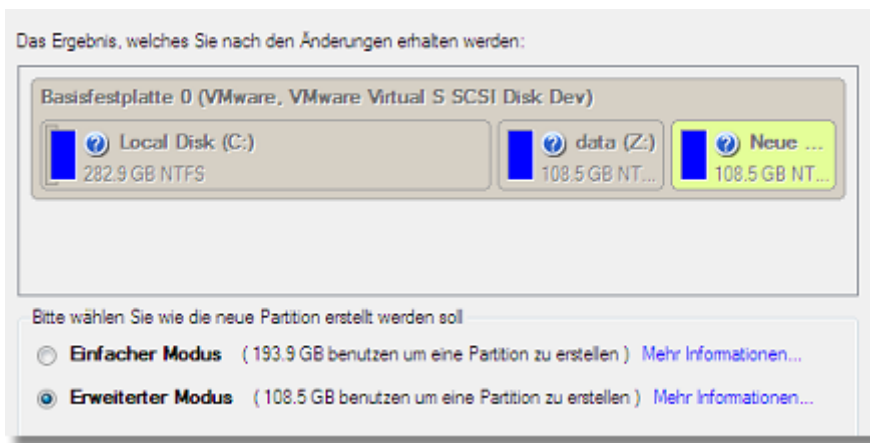 Das Ergebnis, welches Sie nach den Änderungen erhalten werden:
Basisfestplatte 0 (VMware, VMware Virtual S SCSI Disk Dev)
Local Disk (C:)
282.9 GB NTFS
data (Z:)
108.5 GB NT...
Neue ...
108.5 GB NT...
Bitte wählen Sie wie die neue Partition erstellt werden soll
Einfacher Modus ( 193.9 GB benutzen um eine Partition zu erstellen ) Mehr Informationen...
Erweiterter Modus ( 108.5 GB benutzen um eine Partition zu erstellen ) Mehr Informationen...